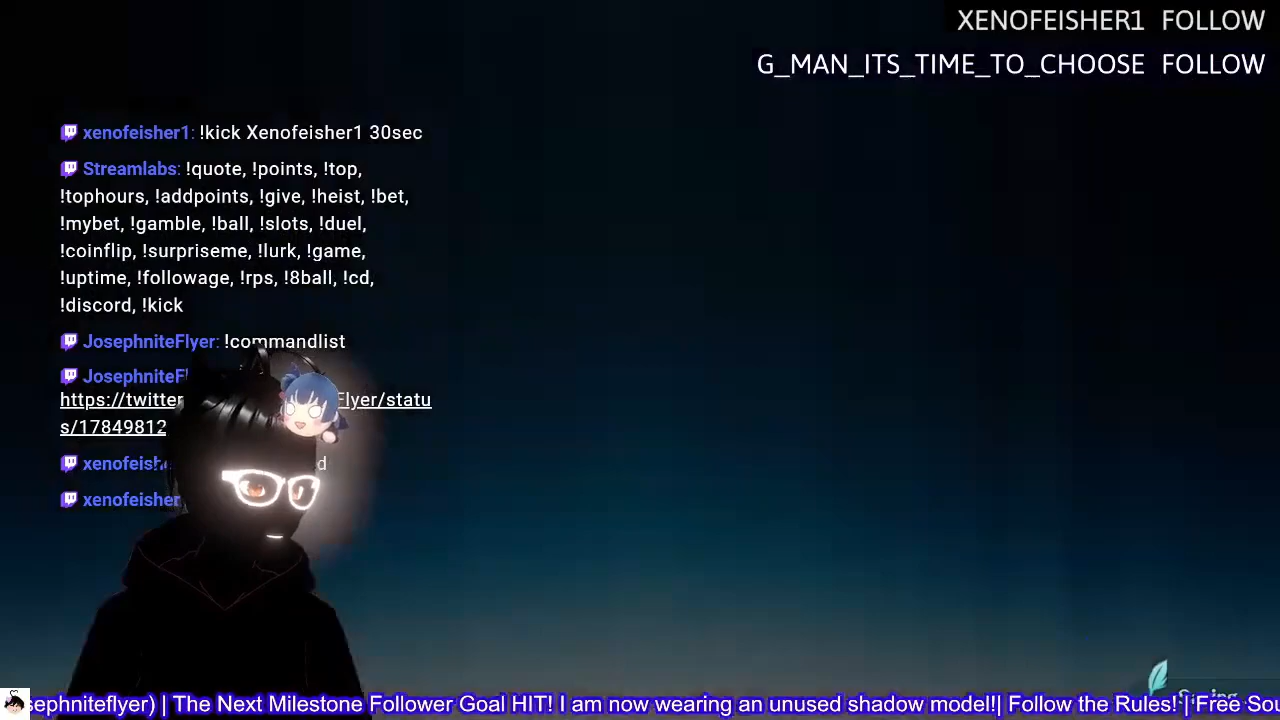 XENOFEISHER1 FOLLOW
G_MAN_ITS_TIME_TO_CHOOSE FOLLOW
xenofeisher1: !kick Xenofeisher1 30sec
Streamlabs: !quote, !points, !top,
!tophours, !addpoints, !give, !heist, !bet,
!mybet, !gamble, !ball, !slots, !duel,
!coinflip, !surpriseme, !lurk, !game,
!uptime, !followage, !rps, !8ball, !cd,
!discord, !kick
JosephniteFlyer: !commandlist
JosephniteFl
https://twitter Flyer/statu
s/17849812
xenofeishe d
xenofeisher
sephniteflyer) | The Next Milestone Follower Goal HIT! I am now wearing an unused shadow model!| Follow the Rules! | Free Sou